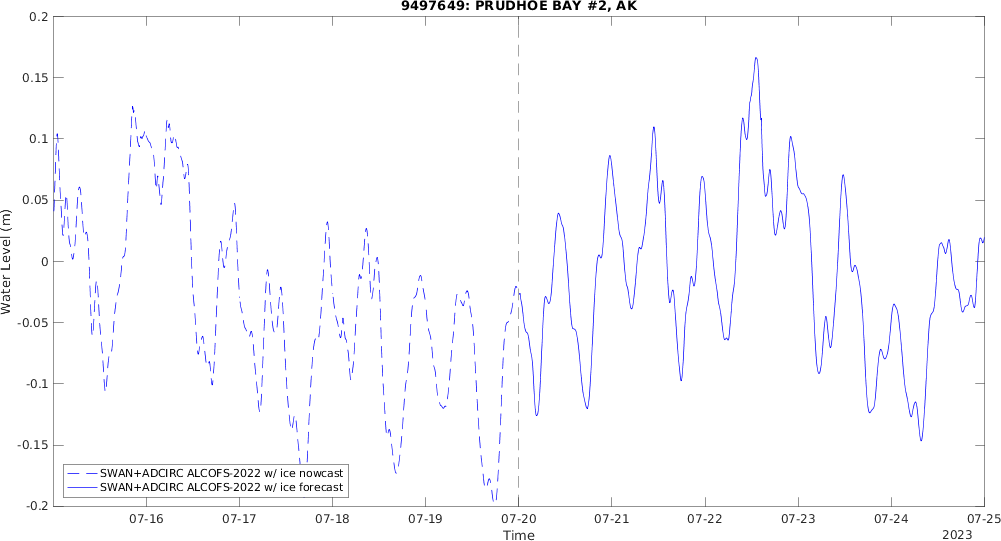 9497649: PRUDHOE BAY #2, AK
0.2
0.15
0.1
0.05
0
-0.05
-0.1
-0.15
-0.2
Water Level (m)
SWAN+ADCIRC ALCOFS-2022 w/ ice nowcast
SWAN+ADCIRC ALCOFS-2022 w/ ice forecast
07-16 07-17 07-18 07-19 07-20 07-21 07-22 07-23 07-24 07-25
Time
2023